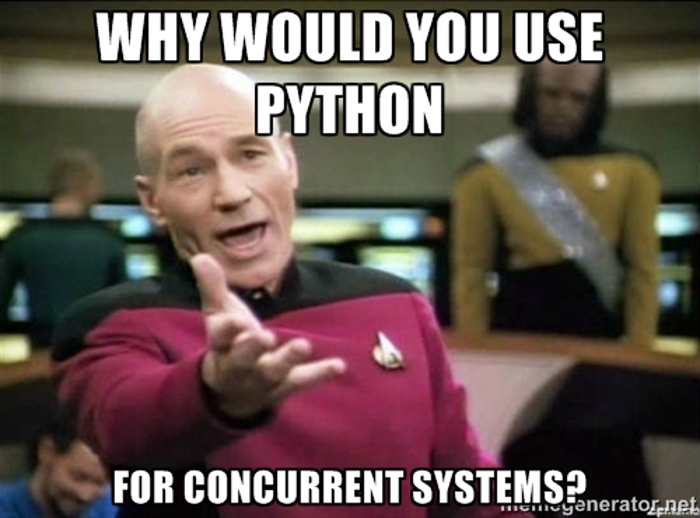 WHY WOULD YOU USE
PYTHON
FOR CONCURRENT SYSTEMS?
memegenerator.net